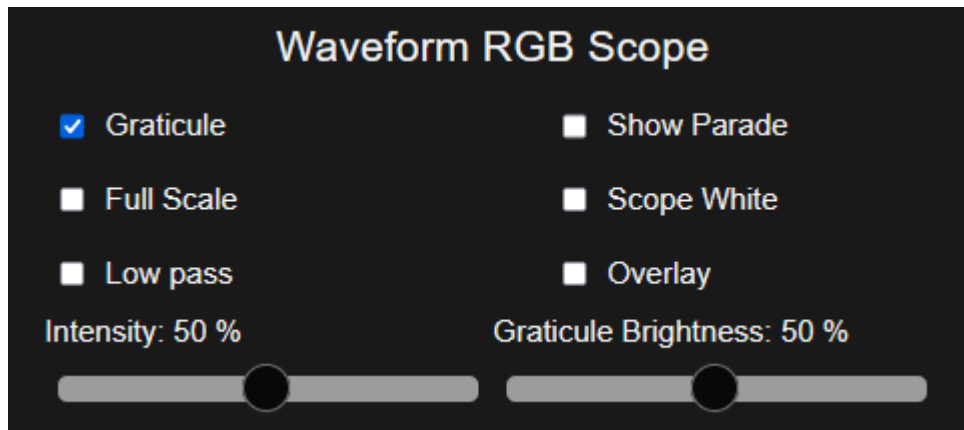 Waveform RGB Scope
Graticule
Show Parade
Full Scale
Scope White
Low pass
Overlay
Intensity: 50 %
Graticule Brightness: 50 %